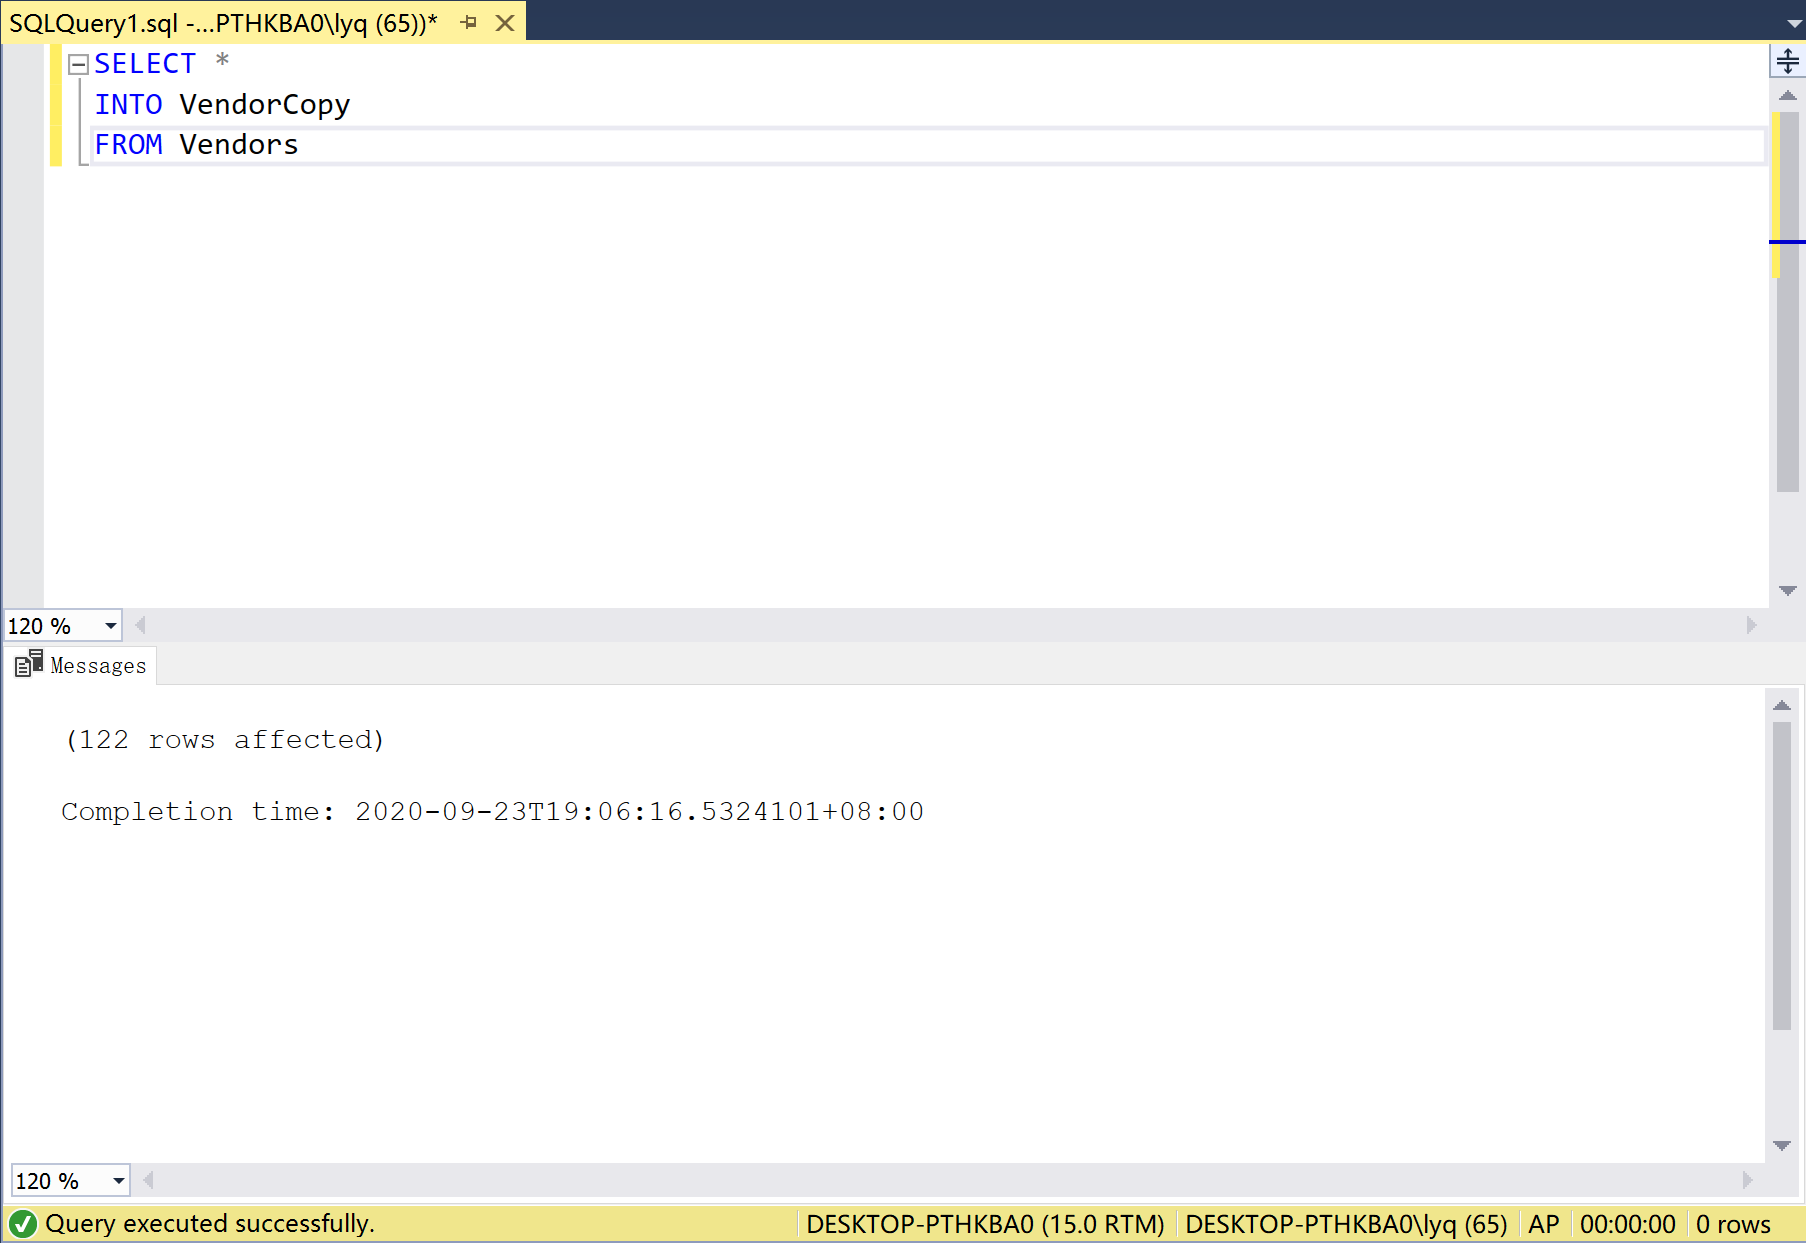 SQLQuery1.sql -...PTHKBA0\lyq (65))*
SELECT *
INTO VendorCopy
FROM Vendors
120 %
Messages
(122 rows affected)
Completion time: 2020-09-23T19:06:16.5324101+08:00
120 %
Query executed successfully. DESKTOP-PTHKBA0 (15.0 RTM) DESKTOP-PTHKBA0\lyq (65) AP 00:00:00 0 rows